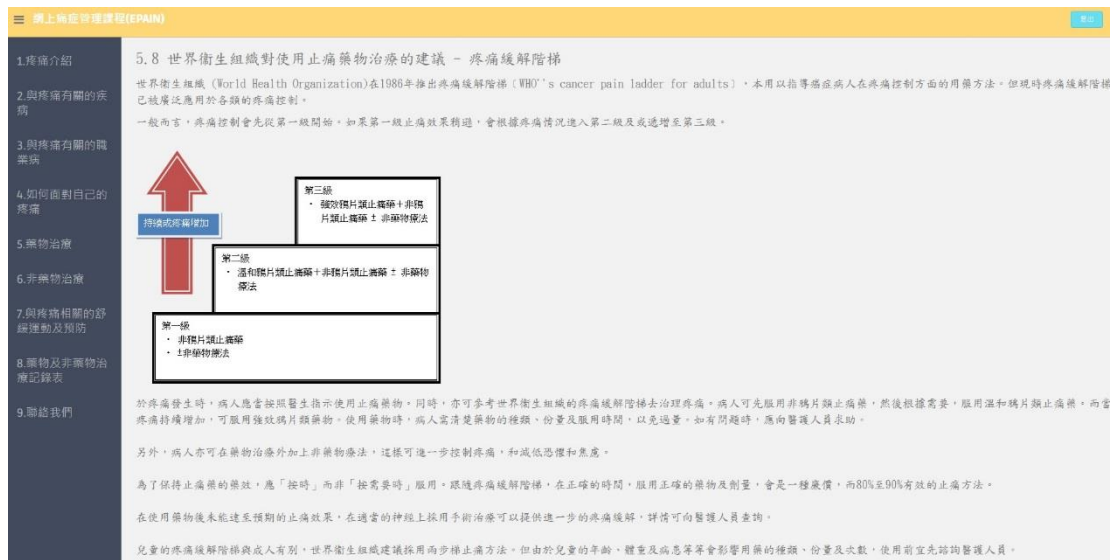 網上痛症管理課程(EPAIN)
登出
1.疼痛介紹
2.與疼痛有關的疾
病
3.與疼痛有關的職
業病
4.如何面對自己的
疼痛
5.藥物治療
6.非藥物治療
7.與疼痛相關的舒
緩運動及預防
8.藥物及非藥物治
療記錄表
9.聯絡我們
5.8 世界衞生組織對使用止痛藥物治療的建議 - 疼痛緩解階梯
世界衞生組織 (World Health Organization)在1986年推出疼痛緩解階梯〔WHO''s cancer pain ladder for adults〕，本用以指導癌症病人在疼痛控制方面的用藥方法。但現時疼痛緩解階梯
已被廣泛應用於各類的疼痛控制。
一般而言，疼痛控制會先從第一級開始。如果第一級止痛效果稍遜，會根據疼痛情況進入第二級及或遞增至第三級。
第三級
• 強效鴉片類止痛藥＋非鴉
片類止痛藥 ± 非藥物療法
持續或疼痛增加
第二級
• 溫和鴉片類止痛藥＋非鴉片類止痛藥 ± 非藥物
療法
第一級
• 非鴉片類止痛藥
• ±非藥物療法
於疼痛發生時，病人應當按照醫生指示使用止痛藥物。同時，亦可參考世界衞生組織的疼痛緩解階梯去治理疼痛。病人可先服用非鴉片類止痛藥，然後根據需要，服用溫和鴉片類止痛藥。而當
疼痛持續增加，可服用強效鴉片類藥物。使用藥物時，病人需清楚藥物的種類、份量及服用時間，以免過量。如有問題時，應向醫護人員求助。
另外，病人亦可在藥物治療外加上非藥物療法，這樣可進一步控制疼痛，和減低恐懼和焦慮。
為了保持止痛藥的藥效，應「按時」而非「按需要時」服用。跟隨疼痛緩解階梯，在正確的時間，服用正確的藥物及劑量，會是一種廉價，而80%至90%有效的止痛方法。
在使用藥物後未能達至預期的止痛效果，在適當的神經上採用手術治療可以提供進一步的疼痛緩解，詳情可向醫護人員查詢。
兒童的疼痛緩解階梯與成人有別，世界衞生組織建議採用兩步梯止痛方法。但由於兒童的年齡、體重及病患等等會影響用藥的種類、份量及次數，使用前宜先諮詢醫護人員。